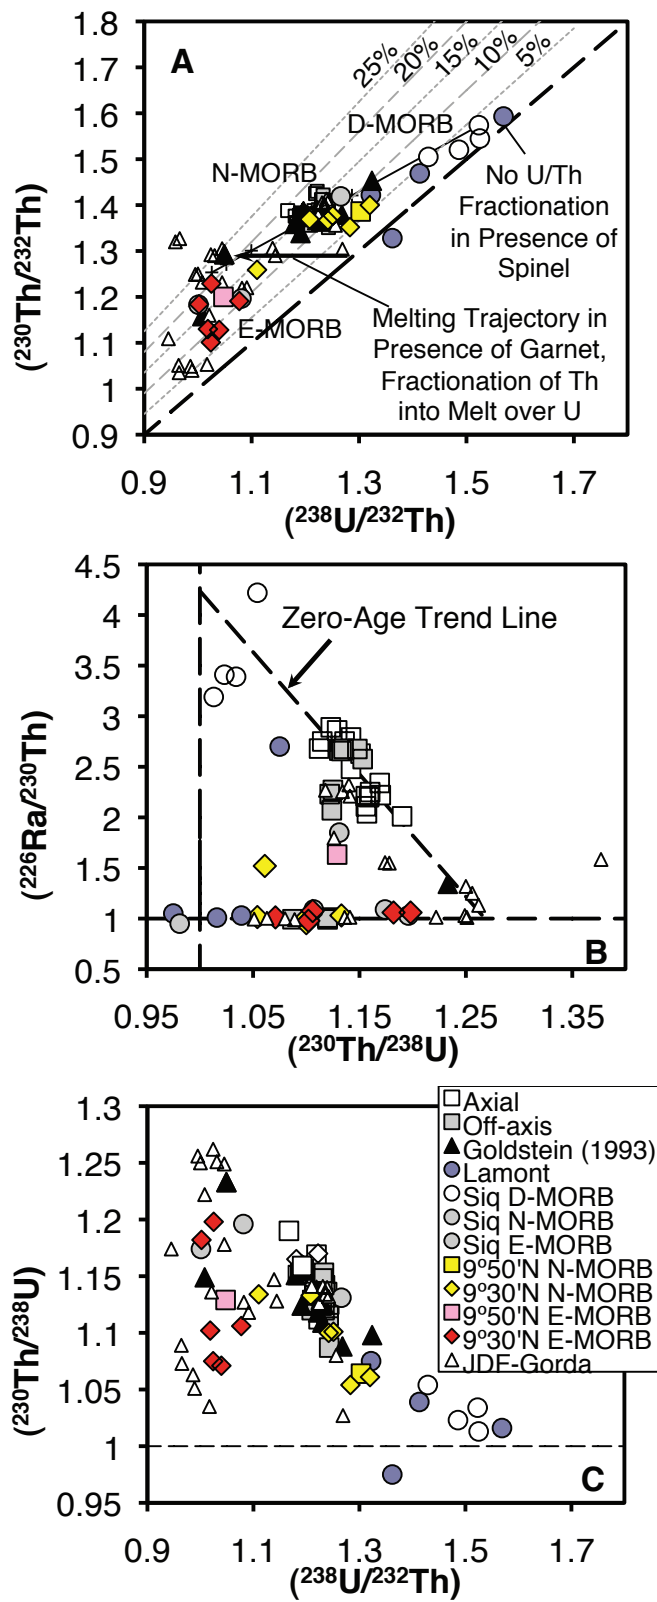 1.8
A
25%
20%
15%
10%
5%
1.7
1.6
D-MORB
1.5
N-MORB
No U/Th
Fractionation
in Presence of
Spinel
1.4
1.3
1.2
E-MORB
Melting Trajectory in
Presence of Garnet,
Fractionation of Th
into Melt over U
1.1
1
0.9
(²³⁰Th/²³²Th)
0.9 1.1 1.3 1.5 1.7
(²³⁸U/²³²Th)
4.5
4
Zero-Age Trend Line
3.5
3
2.5
2
1.5
1
0.5
B
(²²⁶Ra/²³⁰Th)
0.95 1.05 1.15 1.25 1.35
(²³⁰Th/²³⁸U)
1.3
1.25
1.2
1.15
1.1
1.05
1
0.95
(²³⁰Th/²³⁸U)
Axial
Off-axis
Goldstein (1993)
Lamont
Siq D-MORB
Siq N-MORB
Siq E-MORB
9º50'N N-MORB
9º30'N N-MORB
9º50'N E-MORB
9º30'N E-MORB
JDF-Gorda
C
0.9 1.1 1.3 1.5 1.7
(²³⁸U/²³²Th)